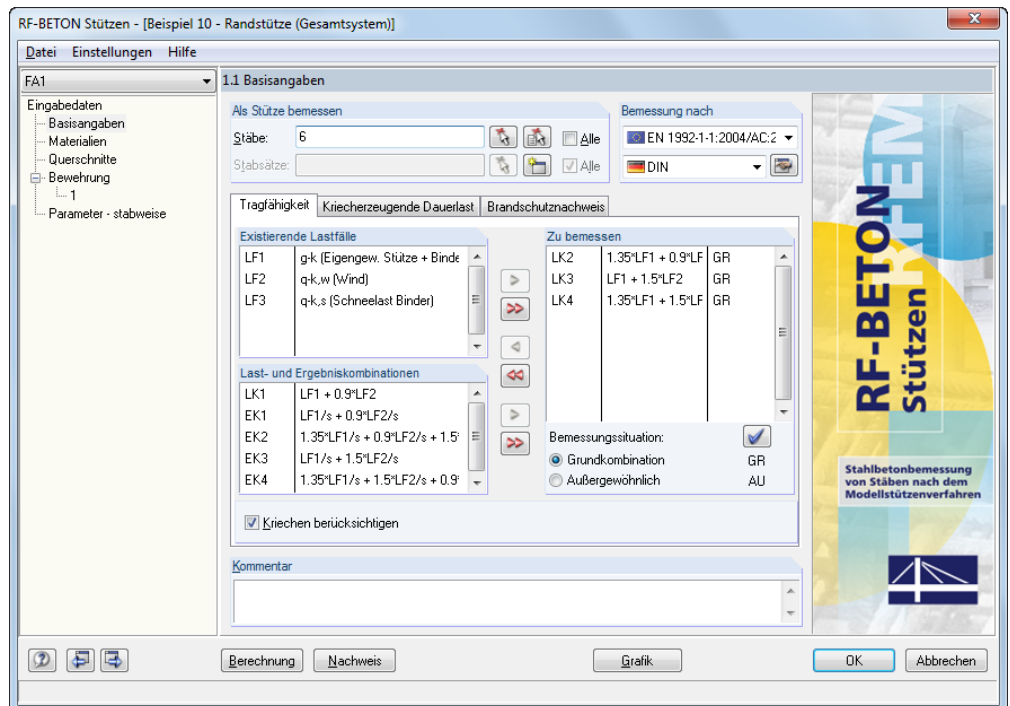 RF-BETON Stützen - [Beispiel 10 - Randstütze (Gesamtsystem)]
Datei Einstellungen Hilfe
FA1
Eingabedaten
Basisangaben
Materialien
Querschnitte
Bewehrung
1
Parameter - stabweise
1.1 Basisangaben
Als Stütze bemessen
Stäbe: 6 Alle
Stabsätze: Alle
Bemessung nach
EN 1992-1-1:2004/AC:2
DIN
Tragfähigkeit Kriecherzeugende Dauerlast Brandschutznachweis
Existierende Lastfälle
LF1 g-k (Eigengew. Stütze + Binde
LF2 q-k,w (Wind)
LF3 q-k,s (Schneelast Binder)
Last- und Ergebniskombinationen
LK1 LF1 + 0.9*LF2
EK1 LF1/s + 0.9*LF2/s
EK2 1.35*LF1/s + 0.9*LF2/s + 1.5*
EK3 LF1/s + 1.5*LF2/s
EK4 1.35*LF1/s + 1.5*LF2/s + 0.9*
Zu bemessen
LK2 1.35*LF1 + 0.9*LF GR
LK3 LF1 + 1.5*LF2 GR
LK4 1.35*LF1 + 1.5*LF GR
Bemessungssituation:
Grundkombination GR
Außergewöhnlich AU
Kriechen berücksichtigen
Kommentar
RFEM
RF-BETON
Stützen
Stahlbetonbemessung
von Stäben nach dem
Modellstützenverfahren
Berechnung Nachweis Grafik OK Abbrechen